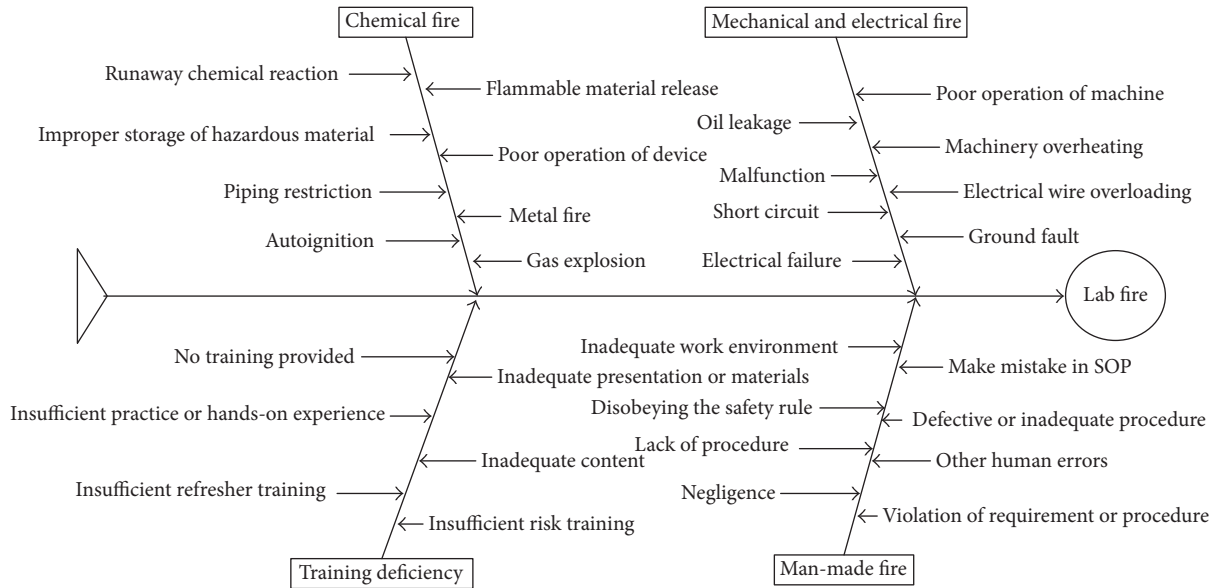 Chemical fire
Mechanical and electrical fire
Runaway chemical reaction
Flammable material release
Poor operation of machine
Oil leakage
Improper storage of hazardous material
Machinery overheating
Poor operation of device
Malfunction
Piping restriction
Electrical wire overloading
Short circuit
Metal fire
Autoignition
Ground fault
Gas explosion
Electrical failure
Lab fire
No training provided
Inadequate work environment
Make mistake in SOP
Inadequate presentation or materials
Disobeying the safety rule
Insufficient practice or hands-on experience
Defective or inadequate procedure
Lack of procedure
Inadequate content
Other human errors
Insufficient refresher training
Negligence
Insufficient risk training
Violation of requirement or procedure
Training deficiency
Man-made fire